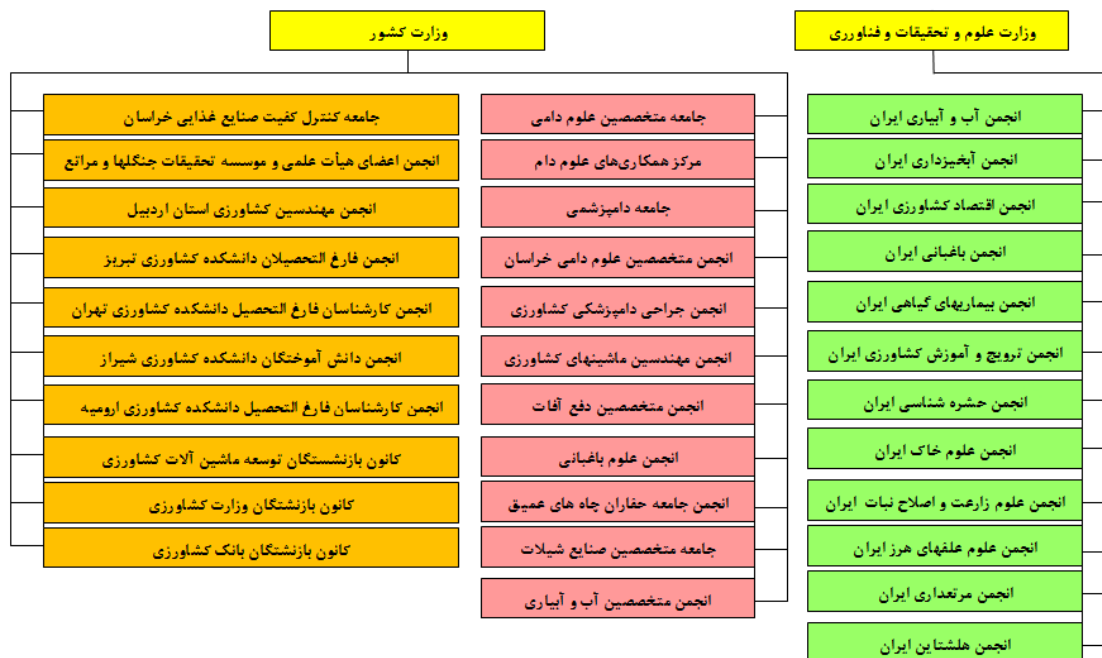 وزارت علوم و تحقیقات و فناورری
انجمن آب و آبیاری ایران
انجمن آبخیزداری ایران
انجمن اقتصاد کشاورزی ایران
انجمن باغبانی ایران
انجمن بیماریهای گیاهی ایران
انجمن ترویج و آموزش کشاورزی ایران
انجمن حشره شناسی ایران
انجمن علوم خاک ایران
انجمن علوم زارعت و اصلاح نبات ایران
انجمن علوم علفهای هرز ایران
انجمن مرتعداری ایران
انجمن هلشتاین ایران
وزارت کشور
جامعه متخصصین علوم دامی
مرکز همکاری‌های علوم دام
جامعه دامپزشمی
انجمن متخصصین علوم دامی خراسان
انجمن جراحی دامپزشکی کشاورزی
انجمن مهندسین ماشینهای کشاورزی
انجمن متخصصین دفع آفات
انجمن علوم باغبانی
انجمن جامعه حفاران چاه های عمیق
جامعه متخصصین صنایع شیلات
انجمن متخصصین آب و آبیاری
جامعه کنترل کفیت صنایع غذایی خراسان
انجمن اعضای هیأت علمی و موسسه تحقیقات جنگلها و مراتع
انجمن مهندسین کشاورزی استان اردبیل
انجمن فارغ التحصیلان دانشکده کشاورزی تبریز
انجمن کارشناسان فارغ التحصیل دانشکده کشاورزی تهران
انجمن دانش آموختگان دانشکده کشاورزی شیراز
انجمن کارشناسان فارغ التحصیل دانشکده کشاورزی ارومیه
کانون بازنشستگان توسعه ماشین آلات کشاورزی
کانون بازنشتگان وزارت کشاورزی
کانون بازنشتگان بانک کشاورزی